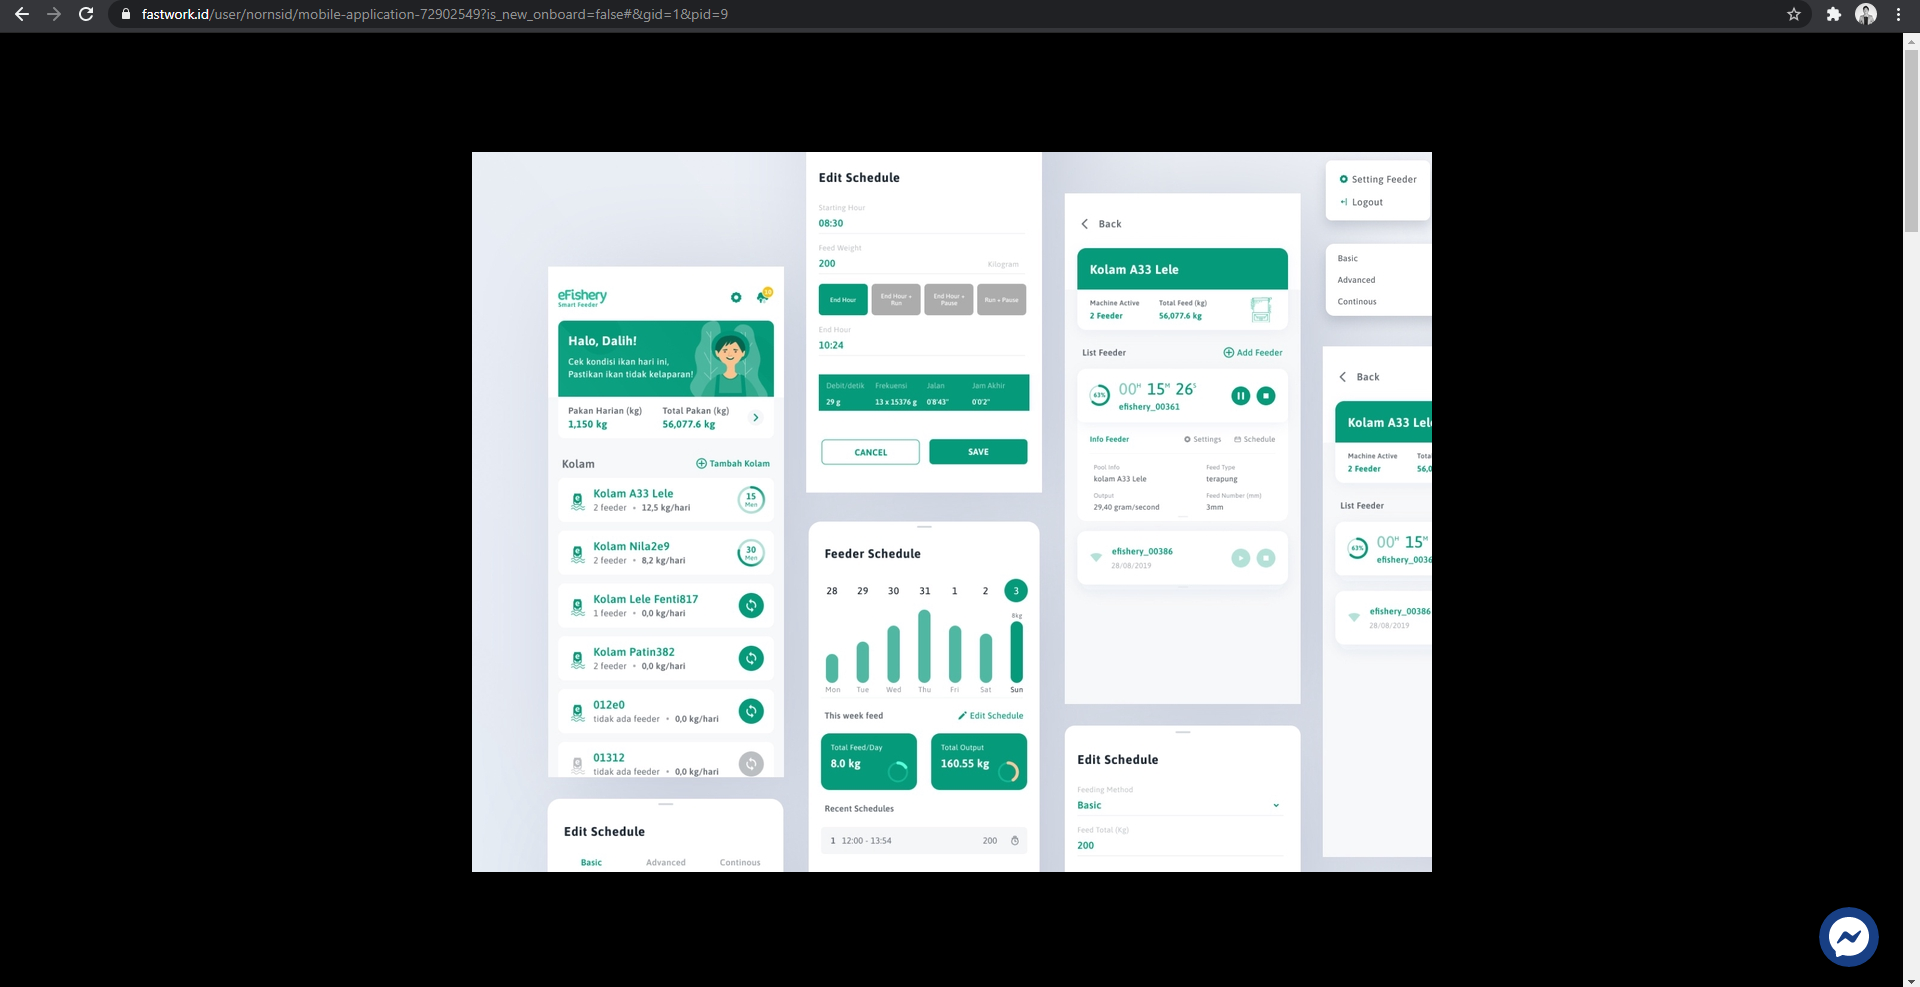 fastwork.id/user/nornsid/mobile-application-72902549?is_new_onboard=false#&gid=1&pid=9
eFishery
Smart Feeder
Halo, Dalih!
Cek kondisi ikan hari ini,
Pastikan ikan tidak kelaparan!
Pakan Harian (kg) Total Pakan (kg)
1,150 kg 56,077.6 kg
Kolam Tambah Kolam
Kolam A33 Lele
2 feeder • 12,5 kg/hari
15
Men
Kolam Nila2e9
2 feeder • 8,2 kg/hari
30
Men
Kolam Lele Fenti817
1 feeder • 0,0 kg/hari
Kolam Patin382
2 feeder • 0,0 kg/hari
012e0
tidak ada feeder • 0,0 kg/hari
01312
tidak ada feeder • 0,0 kg/hari
Edit Schedule
Basic Advanced Continous
Edit Schedule
Starting Hour
08:30
Feed Weight
200 Kilogram
End Hour
End Hour +
Run
End Hour +
Pause
Run + Pause
End Hour
10:24
Debit/detik Frekuensi Jalan Jam Akhir
29 g 13 x 15376 g 0'8'43" 0'0'2"
CANCEL SAVE
Feeder Schedule
28 29 30 31 1 2 3
8kg
Mon Tue Wed Thu Fri Sat Sun
This week feed Edit Schedule
Total Feed/Day
8.0 kg
Total Output
160.55 kg
Recent Schedules
1 12:00 - 13:54 200
Back
Kolam A33 Lele
Machine Active Total Feed (kg)
2 Feeder 56,077.6 kg
List Feeder Add Feeder
63%
00H 15M 26S
efishery_00361
Info Feeder Settings Schedule
Pool Info Feed Type
kolam A33 Lele terapung
Output Feed Number (mm)
29,40 gram/second 3mm
efishery_00386
28/08/2019
Edit Schedule
Feeding Method
Basic
Feed Total (Kg)
200
Setting Feeder
Logout
Basic
Advanced
Continous
Back
Kolam A33 Lel
Machine Active Tota
2 Feeder 56,0
List Feeder
63%
00H 15M
efishery_0036
efishery_00386
28/08/2019